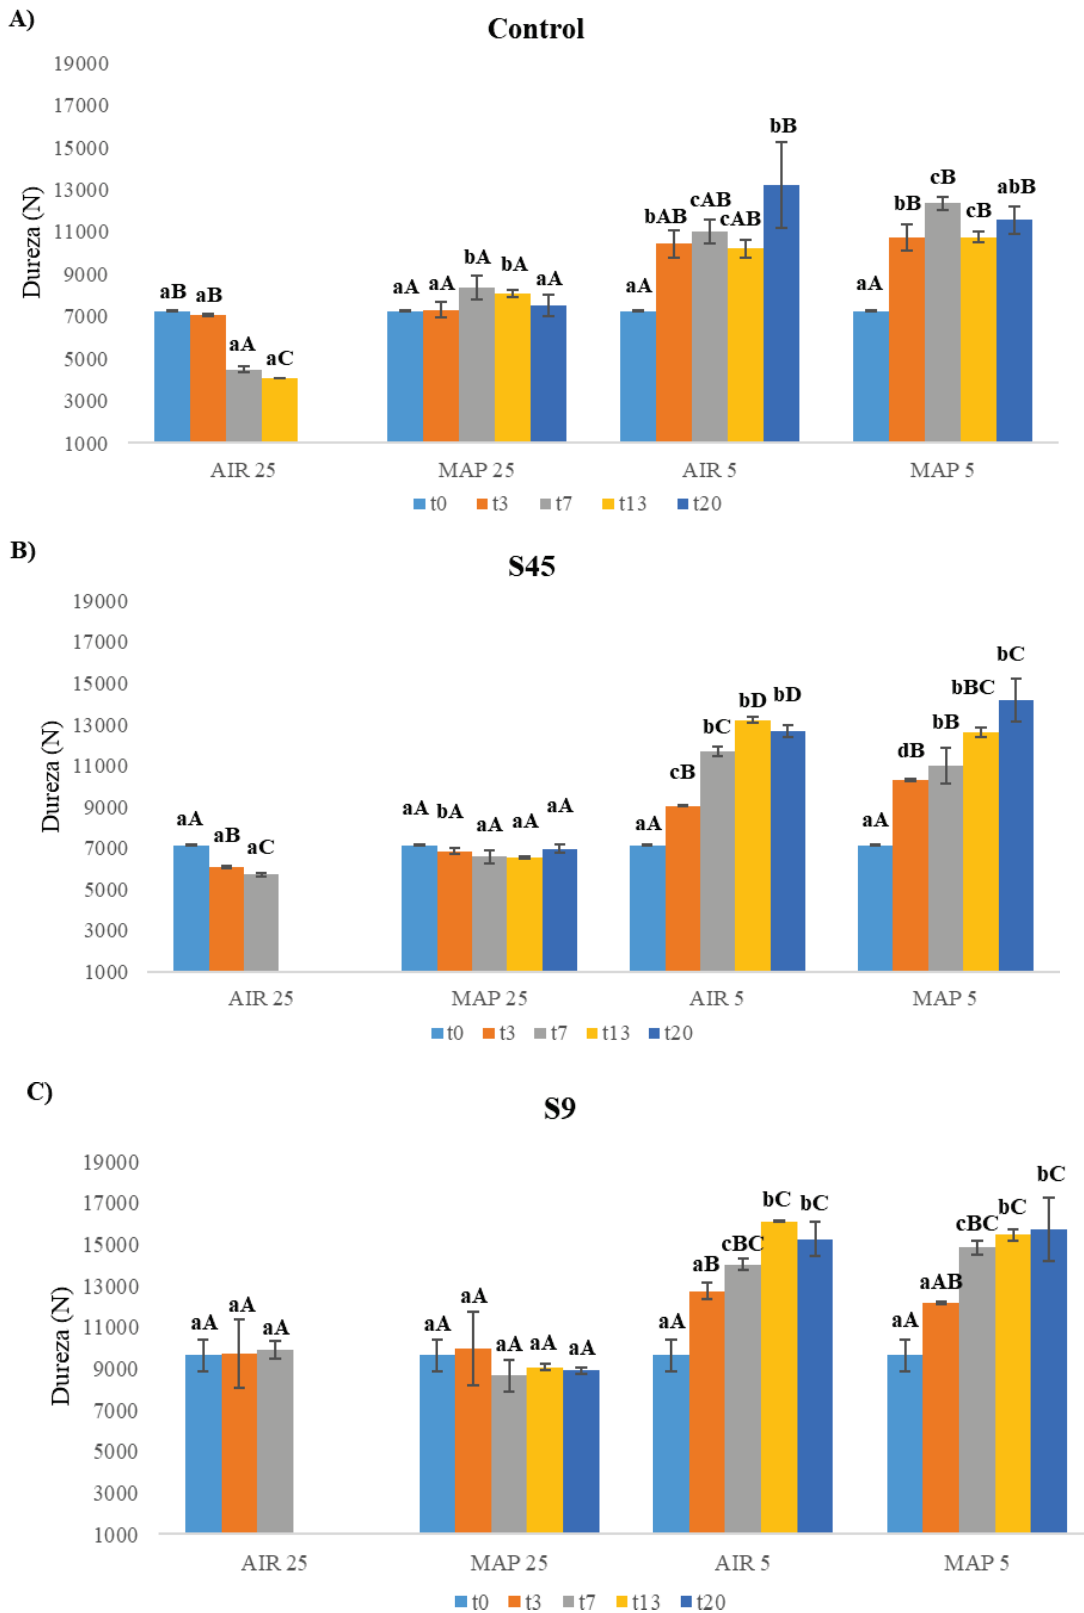 A)
Control
19000
17000
15000
13000
11000
9000
7000
5000
3000
1000
Dureza (N)
aB aB aA aC
aA aA bA bA aA
aA bAB cAB cAB bB
aA bB cB cB abB
AIR 25 MAP 25 AIR 5 MAP 5
t0 t3 t7 t13 t20
B)
S45
19000
17000
15000
13000
11000
9000
7000
5000
3000
1000
Dureza (N)
aA aB aC
aA bA aA aA aA
aA cB bC bD bD
aA dB bB bBC bC
AIR 25 MAP 25 AIR 5 MAP 5
t0 t3 t7 t13 t20
C)
S9
19000
17000
15000
13000
11000
9000
7000
5000
3000
1000
Dureza (N)
aA aA aA
aA aA aA aA aA
aA aB cBC bC bC
aA aAB cBC bC bC
AIR 25 MAP 25 AIR 5 MAP 5
t0 t3 t7 t13 t20